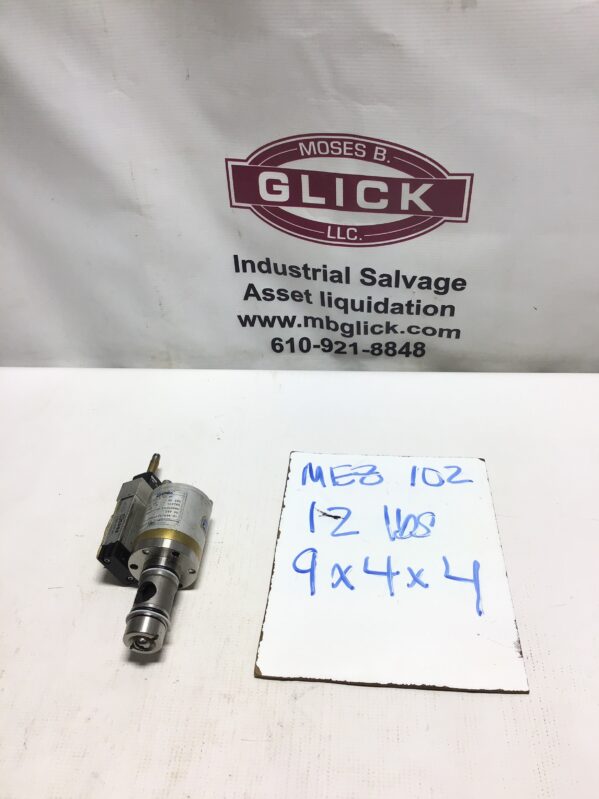 MOSES B.
GLICK
LLC.
Industrial Salvage
Asset liquidation
www.mbglick.com
610-921-8848
MEZ 102
12 lbs
9x4x4